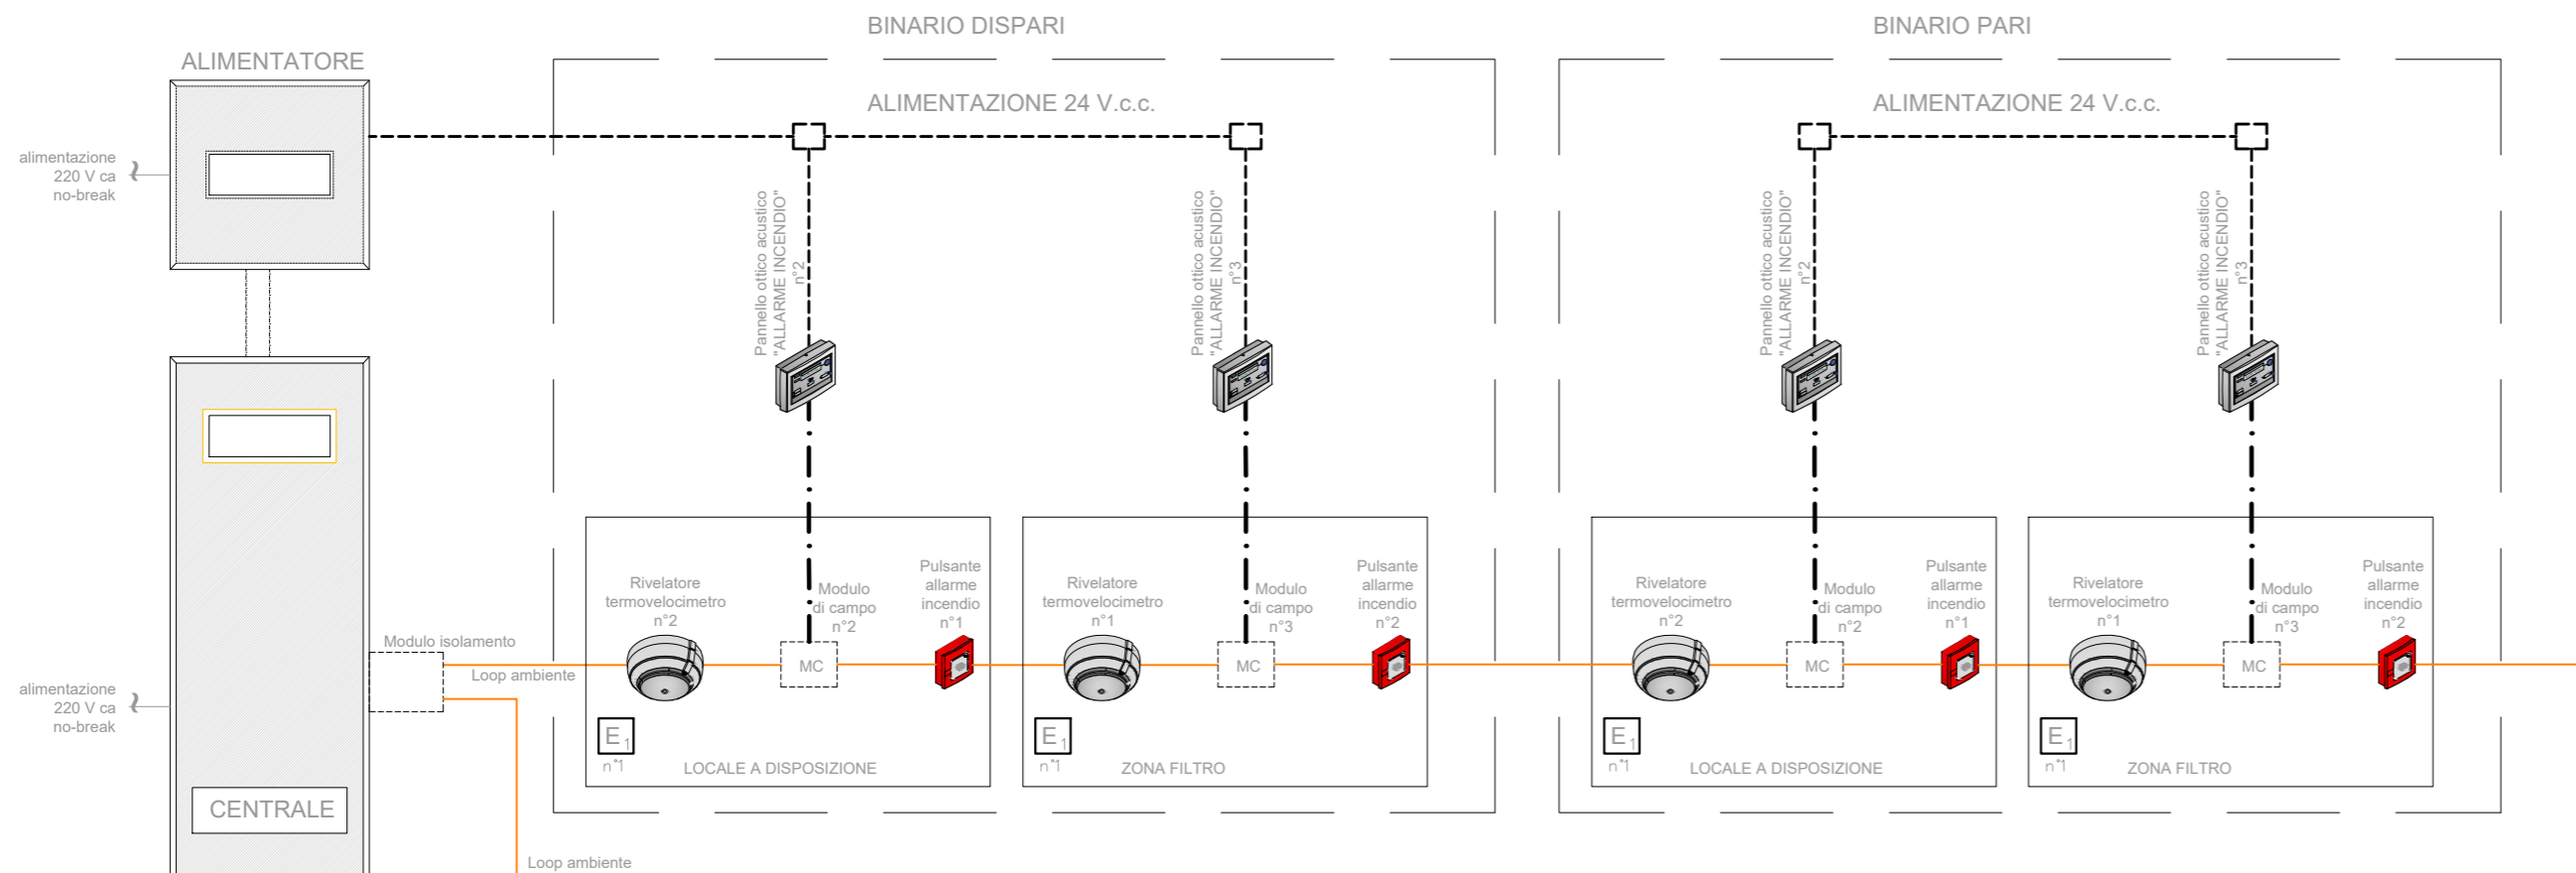 BINARIO DISPARI
BINARIO PARI
ALIMENTATORE
ALIMENTAZIONE 24 V.c.c.
ALIMENTAZIONE 24 V.c.c.
alimentazione
220 V ca
no-break
Pannello ottico acustico
"ALLARME INCENDIO"
n°2
Pannello ottico acustico
"ALLARME INCENDIO"
n°3
Pannello ottico acustico
"ALLARME INCENDIO"
n°2
Pannello ottico acustico
"ALLARME INCENDIO"
n°3
Rivelatore
termovelocimetro
n°2
Modulo
di campo
n°2
Pulsante
allarme
incendio
n°1
Rivelatore
termovelocimetro
n°1
Modulo
di campo
n°3
Pulsante
allarme
incendio
n°2
Rivelatore
termovelocimetro
n°2
Modulo
di campo
n°2
Pulsante
allarme
incendio
n°1
Rivelatore
termovelocimetro
n°1
Modulo
di campo
n°3
Pulsante
allarme
incendio
n°2
Modulo isolamento
Loop ambiente
MC
MC
MC
MC
alimentazione
220 V ca
no-break
E1
n°1
LOCALE A DISPOSIZIONE
E1
n°1
ZONA FILTRO
E1
n°1
LOCALE A DISPOSIZIONE
E1
n°1
ZONA FILTRO
CENTRALE
Loop ambiente